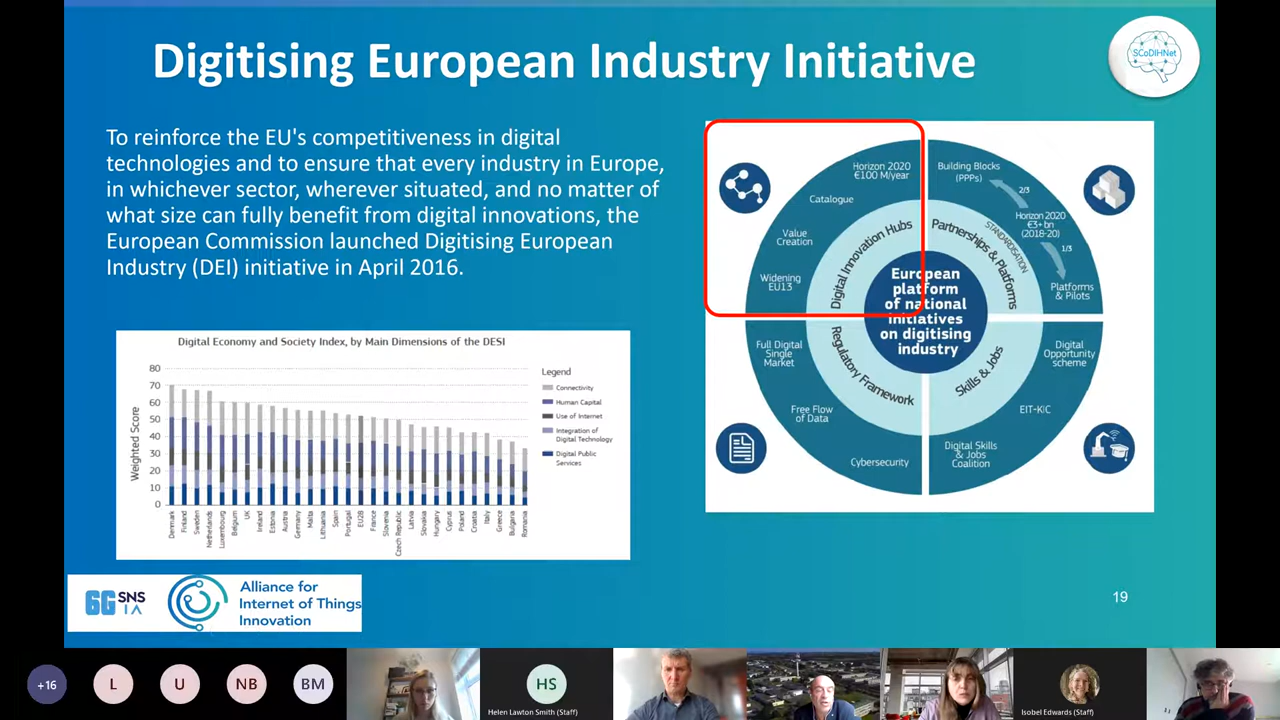 Digitising European Industry Initiative
SCoDIHNet
To reinforce the EU's competitiveness in digital
technologies and to ensure that every industry in Europe,
in whichever sector, wherever situated, and no matter of
what size can fully benefit from digital innovations, the
European Commission launched Digitising European
Industry (DEI) initiative in April 2016.
Horizon 2020
€100 M/year
Catalogue
Value
Creation
Widening
EU13
Digital Innovation Hubs
Building Blocks
(PPPs)
2/3
Horizon 2020
€3+bn
(2018-20)
1/3
STANDARDISATION
Platforms
& Pilots
Partnerships & Platforms
European
platform
of national
initiatives
on digitising
industry
Full Digital
Single
Market
Free Flow
of Data
Cybersecurity
Regulatory Framework
Skills & Jobs
Digital
Opportunity
scheme
EIT-KIC
Digital Skills
& Jobs
Coalition
Digital Economy and Society Index, by Main Dimensions of the DESI
Weighted Score
80
70
60
50
40
30
20
10
0
Denmark
Finland
Sweden
Netherlands
Luxembourg
Belgium
UK
Ireland
Estonia
Austria
Germany
Malta
Lithuania
Spain
Portugal
EU28
France
Slovenia
Czech Republic
Latvia
Slovakia
Hungary
Cyprus
Poland
Croatia
Italy
Greece
Bulgaria
Romania
Legend
Connectivity
Human Capital
Use of Internet
Integration of
Digital Technology
Digital Public
Services
6G SNS
IA
Alliance for
Internet of Things
Innovation
19
+16
L
U
NB
BM
HS
Helen Lawton Smith (Staff)
Isobel Edwards (Staff)